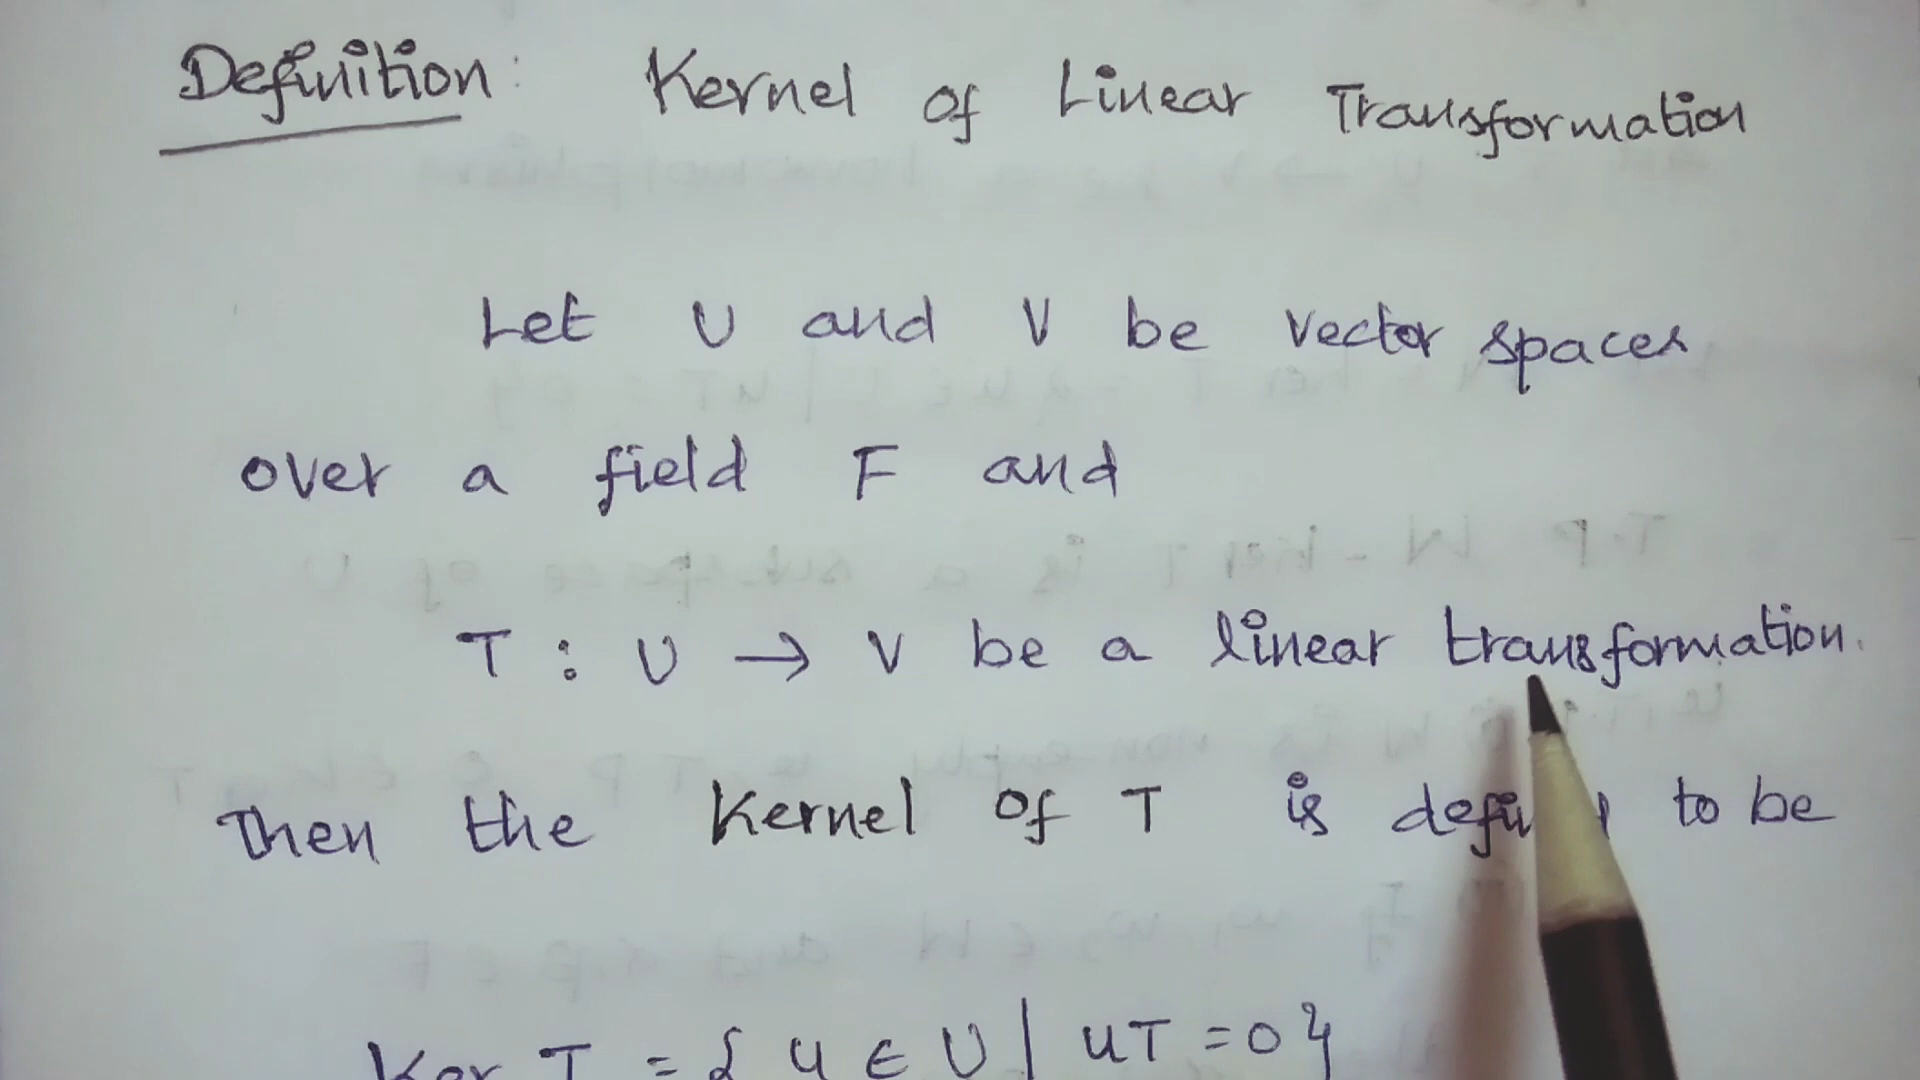 Definition: Kernel of Linear Transformation
Let U and V be vector spaces
over a field F and
T : U → V be a linear transformation.
Then the Kernel of T is to be
Ker T = { u ∈ U | uT = 0 }